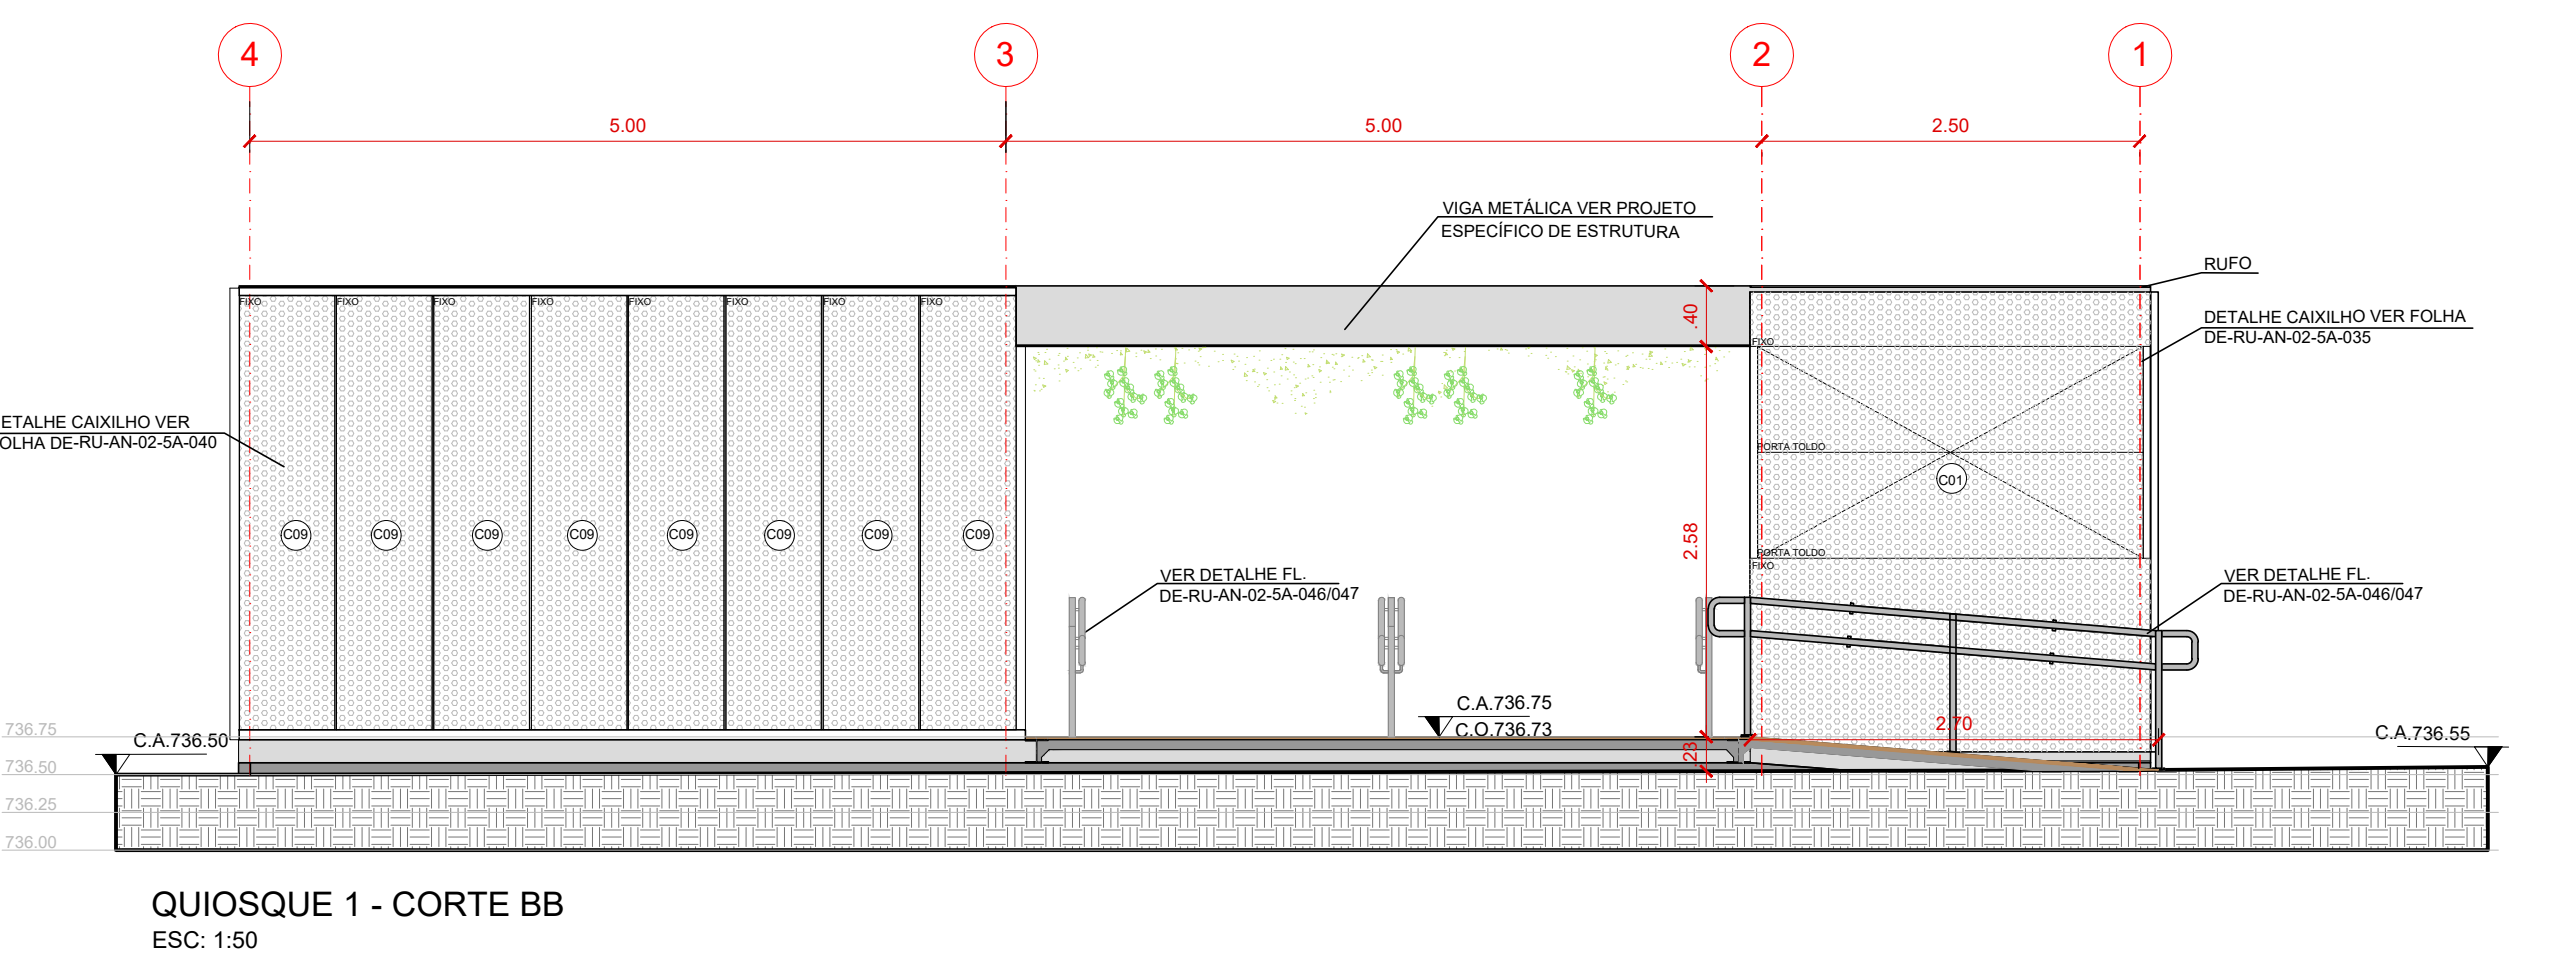 4
3
2
1
5.00
5.00
2.50
VIGA METÁLICA VER PROJETO
ESPECÍFICO DE ESTRUTURA
RUFO
DETALHE CAIXILHO VER FOLHA
DE-RU-AN-02-5A-035
FIXO
FIXO
FIXO
FIXO
FIXO
FIXO
FIXO
FIXO
.40
FIXO
ETALHE CAIXILHO VER
OLHA DE-RU-AN-02-5A-040
PORTA TOLDO
C01
C09
C09
C09
C09
C09
C09
C09
C09
2.58
PORTA TOLDO
FIXO
VER DETALHE FL.
DE-RU-AN-02-5A-046/047
VER DETALHE FL.
DE-RU-AN-02-5A-046/047
C.A.736.75
C.O.736.73
2.70
.23
736.75
C.A.736.50
C.A.736.55
736.50
736.25
736.00
QUIOSQUE 1 - CORTE BB
ESC: 1:50